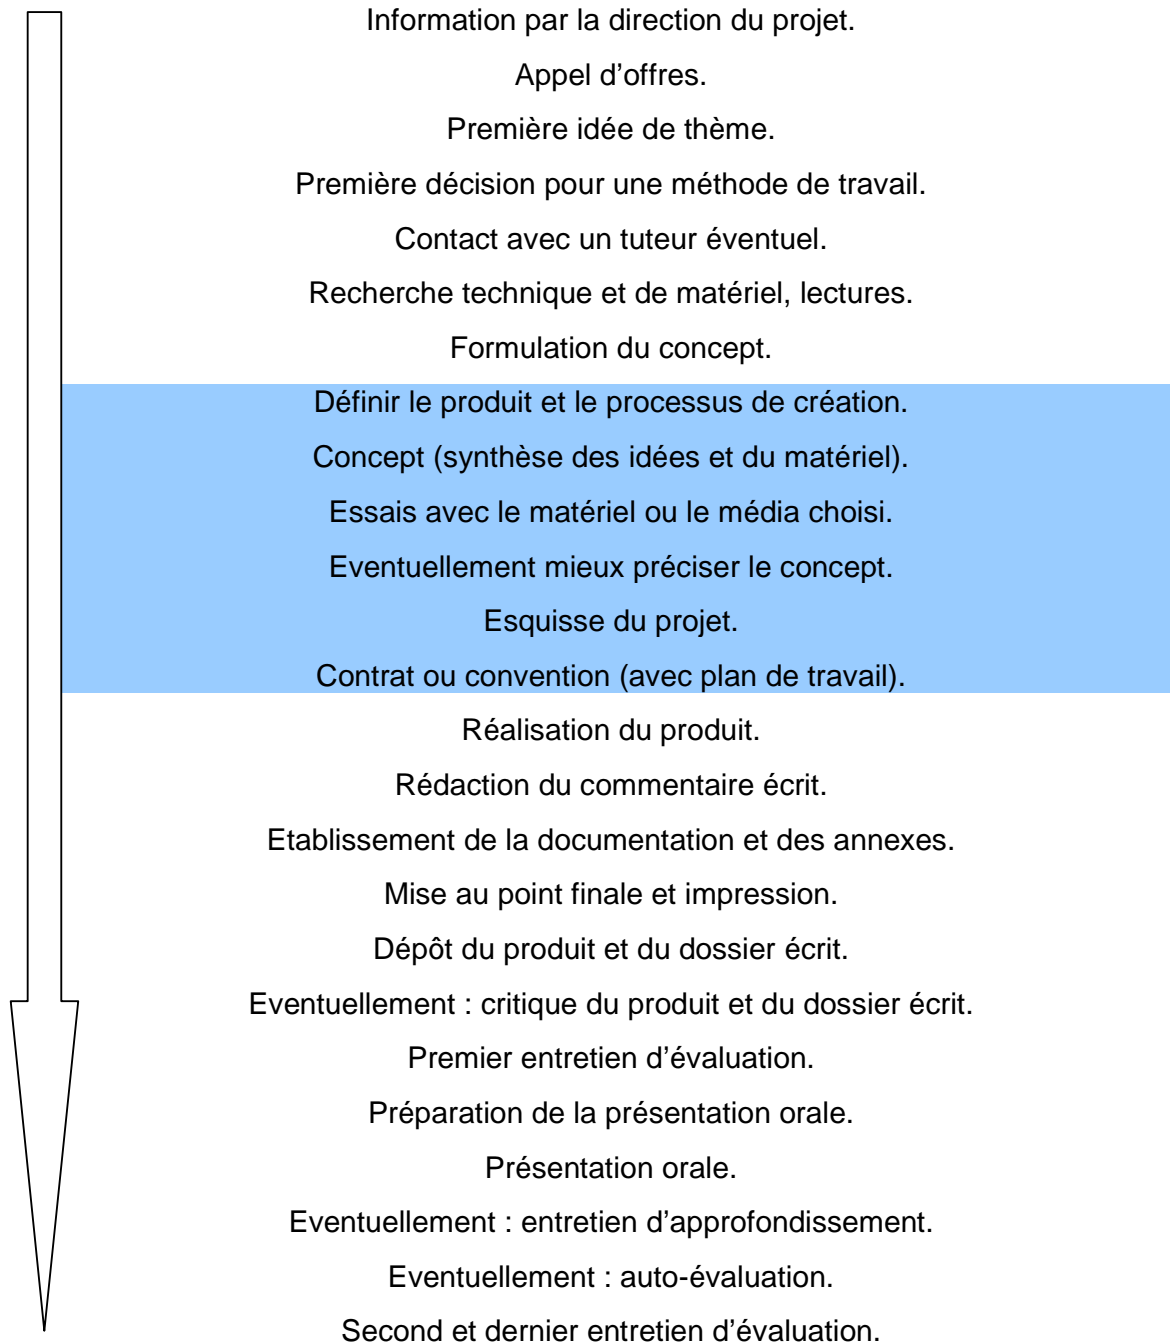 Information par la direction du projet.
Appel d’offres.
Première idée de thème.
Première décision pour une méthode de travail.
Contact avec un tuteur éventuel.
Recherche technique et de matériel, lectures.
Formulation du concept.
Définir le produit et le processus de création.
Concept (synthèse des idées et du matériel).
Essais avec le matériel ou le média choisi.
Eventuellement mieux préciser le concept.
Esquisse du projet.
Contrat ou convention (avec plan de travail).
Réalisation du produit.
Rédaction du commentaire écrit.
Etablissement de la documentation et des annexes.
Mise au point finale et impression.
Dépôt du produit et du dossier écrit.
Eventuellement : critique du produit et du dossier écrit.
Premier entretien d’évaluation.
Préparation de la présentation orale.
Présentation orale.
Eventuellement : entretien d’approfondissement.
Eventuellement : auto-évaluation.
Second et dernier entretien d’évaluation.